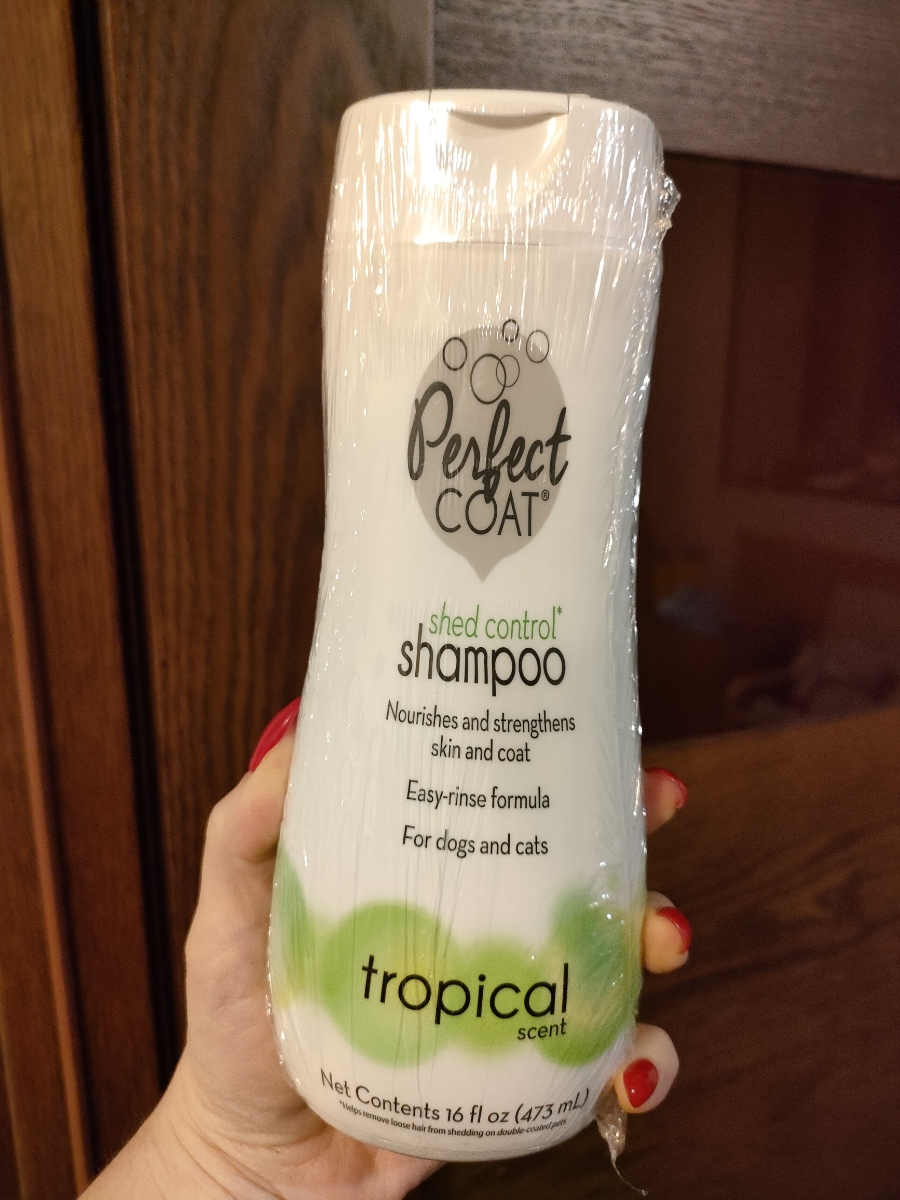 Perfect
COAT®
shed control*
shampoo
Nourishes and strengthens
skin and coat
Easy-rinse formula
For dogs and cats
tropical
scent
Net Contents 16 fl oz (473 mL)
*Helps remove loose hair from shedding on double-coated pets